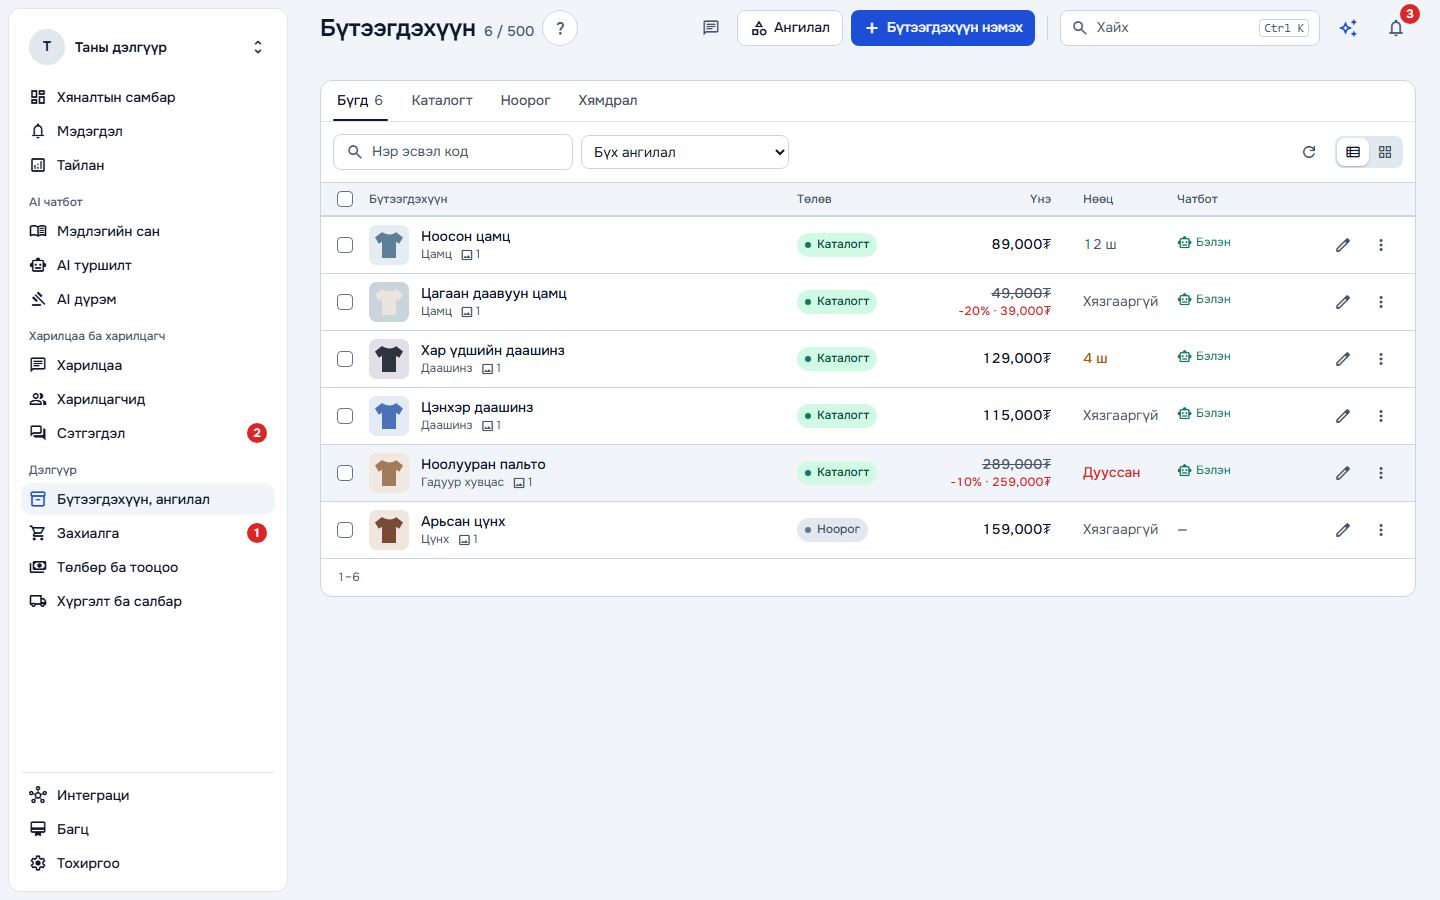 T
Таны дэлгүүр
Хяналтын самбар
Мэдэгдэл
Тайлан
AI чатбот
Мэдлэгийн сан
AI туршилт
AI дүрэм
Харилцаа ба харилцагч
Харилцаа
Харилцагчид
Сэтгэгдэл 2
Дэлгүүр
Бүтээгдэхүүн, ангилал
Захиалга 1
Төлбөр ба тооцоо
Хүргэлт ба салбар
Интеграци
Багц
Тохиргоо
Бүтээгдэхүүн 6 / 500 ?
Ангилал
+ Бүтээгдэхүүн нэмэх
Хайх Ctrl K
3
Бүгд 6 Каталогт Ноорог Хямдрал
Нэр эсвэл код
Бүх ангилал
Бүтээгдэхүүн Төлөв Үнэ Нөөц Чатбот
Ноосон цамц
Цамц 1
Каталогт 89,000₮ 12 ш Бэлэн
Цагаан даавуун цамц
Цамц 1
Каталогт
49,000₮
-20% · 39,000₮
Хязгааргүй Бэлэн
Хар үдшийн даашинз
Даашинз 1
Каталогт 129,000₮ 4 ш Бэлэн
Цэнхэр даашинз
Даашинз 1
Каталогт 115,000₮ Хязгааргүй Бэлэн
Ноолууран пальто
Гадуур хувцас 1
Каталогт
289,000₮
-10% · 259,000₮
Дууссан Бэлэн
Арьсан цүнх
Цүнх 1
Ноорог 159,000₮ Хязгааргүй –
1–6